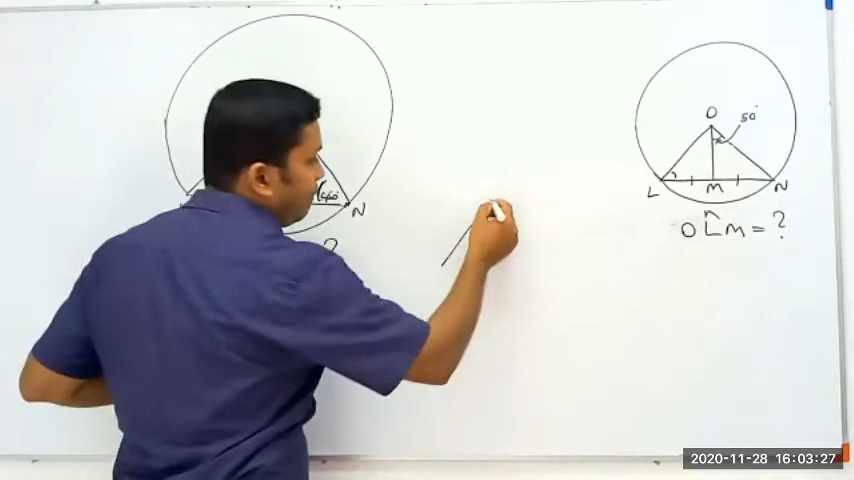 N
?
O
50°
L
M
N
O L̂ M = ?
2020-11-28 16:03:27